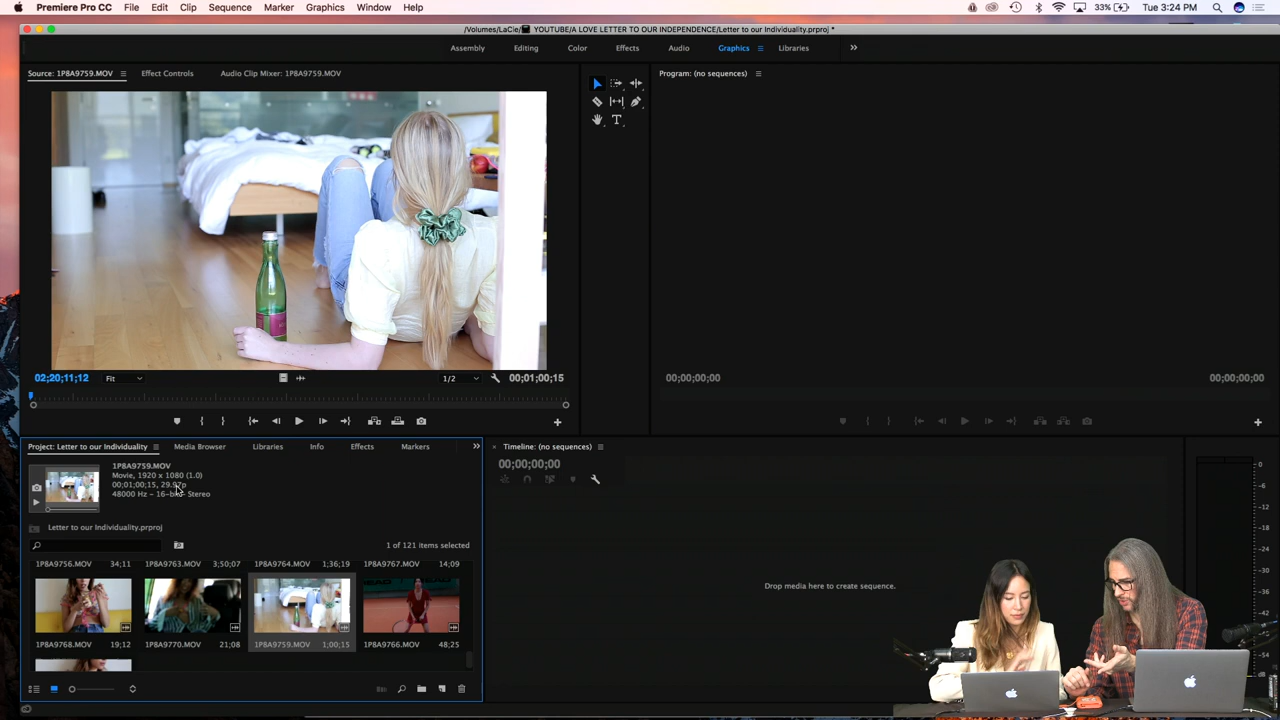 Premiere Pro CC File Edit Clip Sequence Marker Graphics Window Help 33% Tue 3:24 PM
/Volumes/LaCie/ YOUTUBE/A LOVE LETTER TO OUR INDEPENDENCE/Letter to our Individuality.prproj *
Assembly Editing Color Effects Audio Graphics Libraries
Source: 1P8A9759.MOV Effect Controls Audio Clip Mixer: 1P8A9759.MOV Program: (no sequences)
02;20;11;12 Fit 1/2 00;01;00;15 00;00;00;00 00;00;00;00
Project: Letter to our Individuality Media Browser Libraries Info Effects Markers Timeline: (no sequences)
1P8A9759.MOV
Movie, 1920 x 1080 (1.0)
00;01;00;15, 29.97p
48000 Hz - 16-bit - Stereo
00;00;00;00
Letter to our Individuality.prproj
1 of 121 items selected
1P8A9756.MOV 34;11 1P8A9763.MOV 3;50;07 1P8A9764.MOV 1;36;19 1P8A9767.MOV 14;09
Drop media here to create sequence.
1P8A9768.MOV 19;12 1P8A9770.MOV 21;08 1P8A9759.MOV 1;00;15 1P8A9766.MOV 48;25
0
-6
-12
-18
-24
-30
-36
dB